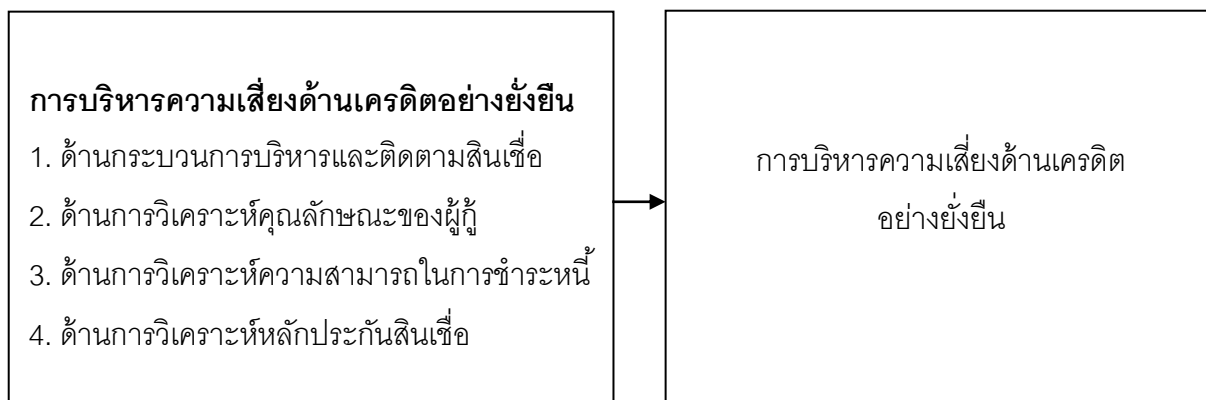 การบริหารความเสี่ยงด้านเครดิตอย่างยั่งยืน
1. ด้านกระบวนการบริหารและติดตามสินเชื่อ
2. ด้านการวิเคราะห์คุณลักษณะของผู้กู้
3. ด้านการวิเคราะห์ความสามารถในการชำระหนี้
4. ด้านการวิเคราะห์หลักประกันสินเชื่อ
การบริหารความเสี่ยงด้านเครดิต
อย่างยั่งยืน